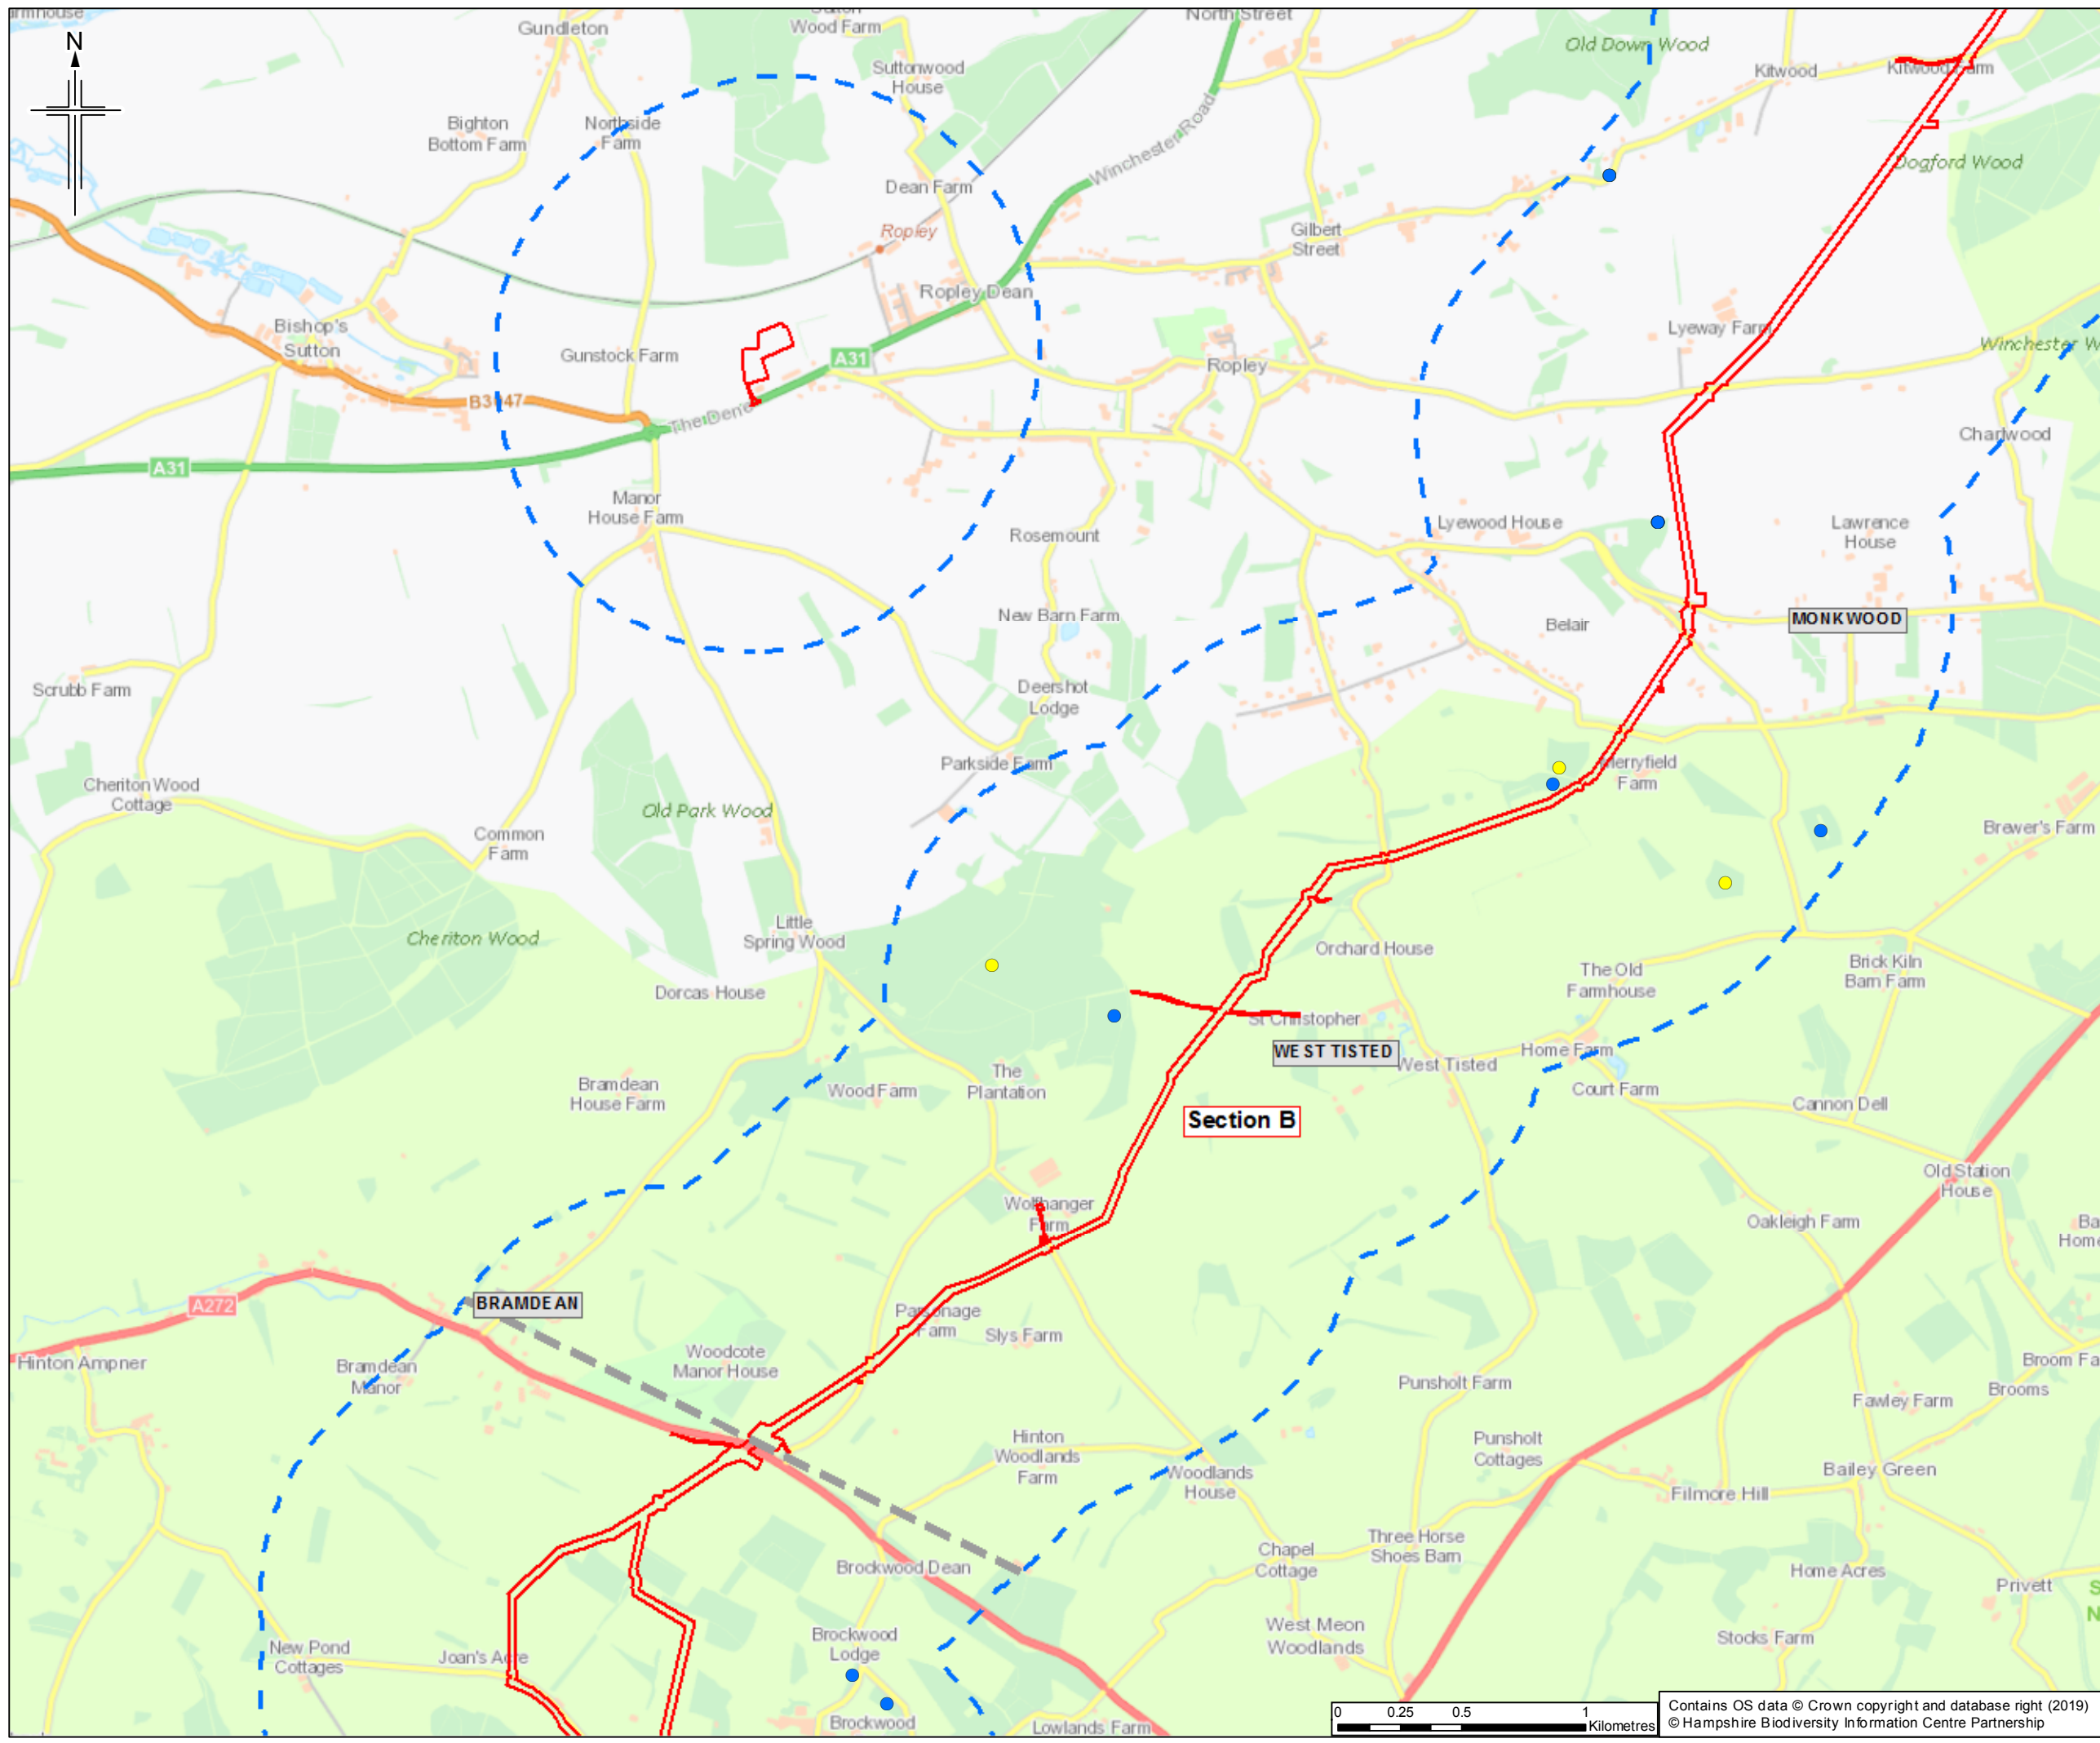 Gundleton
Wood Farm
North Street
N
Old Down Wood
Suttonwood
House
Kitwood
Kitwood Farm
Bighton
Bottom Farm
Northside
Farm
Winchester Road
Dogford Wood
Dean Farm
Ropley
Gilbert
Street
Ropley Dean
Bishop's
Sutton
Gunstock Farm
A31
Ropley
Lyeway Farm
Winchester W
B3047
The Dene
Charlwood
A31
Manor
House Farm
Rosemount
Lyewood House
Lawrence
House
New Barn Farm
Belair
MONKWOOD
Scrubb Farm
Deershot
Lodge
Parkside Farm
Merryfield
Farm
Cheriton Wood
Cottage
Old Park Wood
Common
Farm
Brewer's Farm
Cheriton Wood
Little
Spring Wood
Orchard House
Dorcas House
The Old
Farmhouse
Brick Kiln
Barn Farm
St Christopher
WEST TISTED
West Tisted
Home Farm
Bramdean
House Farm
Wood Farm
The
Plantation
Court Farm
Cannon Dell
Section B
Old Station
House
Wolfhanger
Farm
Oakleigh Farm
Ba
Home
A272
BRAMDEAN
Parsonage
Farm
Slys Farm
Hinton Ampner
Bramdean
Manor
Woodcote
Manor House
Punsholt Farm
Broom Fa
Brooms
Fawley Farm
Hinton
Woodlands
Farm
Punsholt
Cottages
Woodlands
House
Bailey Green
Filmore Hill
Three Horse
Shoes Barn
Chapel
Cottage
Brockwood Dean
Home Acres
Privett
S
N
New Pond
Cottages
Joan's Acre
Brockwood
Lodge
West Meon
Woodlands
Stocks Farm
Brockwood
Lowlands Farm
0 0.25 0.5 1
Kilometres
Contains OS data © Crown copyright and database right (2019)
© Hampshire Biodiversity Information Centre Partnership